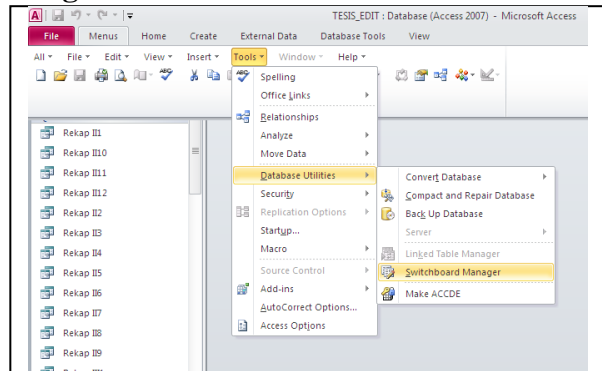 TESIS_EDIT : Database (Access 2007) - Microsoft Access
File Menus Home Create External Data Database Tools View
All File Edit View Insert Tools Window Help
Spelling
Office Links
Relationships
Analyze
Move Data
Database Utilities
Security
Replication Options
Startup...
Macro
Source Control
Add-ins
AutoCorrect Options...
Access Options
Convert Database
Compact and Repair Database
Back Up Database
Server
Linked Table Manager
Switchboard Manager
Make ACCDE
Rekap II1
Rekap II10
Rekap II11
Rekap II12
Rekap II2
Rekap II3
Rekap II4
Rekap II5
Rekap II6
Rekap II7
Rekap II8
Rekap II9